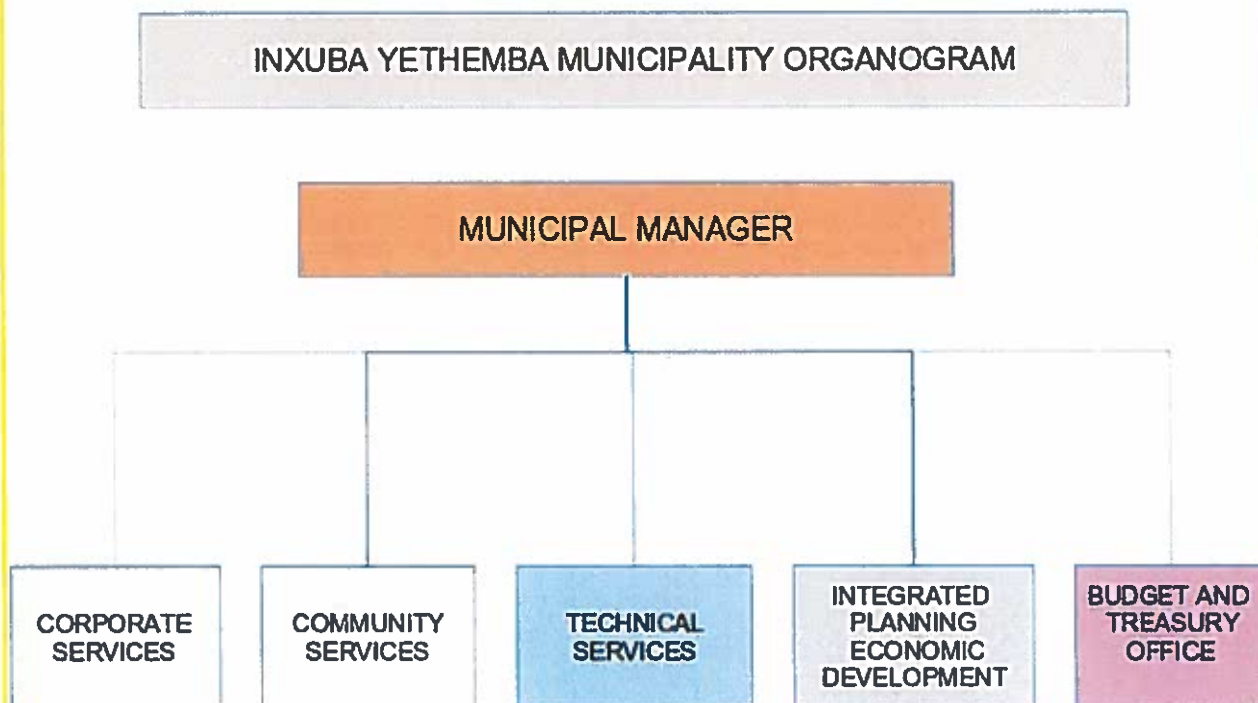 INXUBA YETHEMBA MUNICIPALITY ORGANOGRAM
MUNICIPAL MANAGER
CORPORATE
SERVICES
COMMUNITY
SERVICES
TECHNICAL
SERVICES
INTEGRATED
PLANNING
ECONOMIC
DEVELOPMENT
BUDGET AND
TREASURY
OFFICE